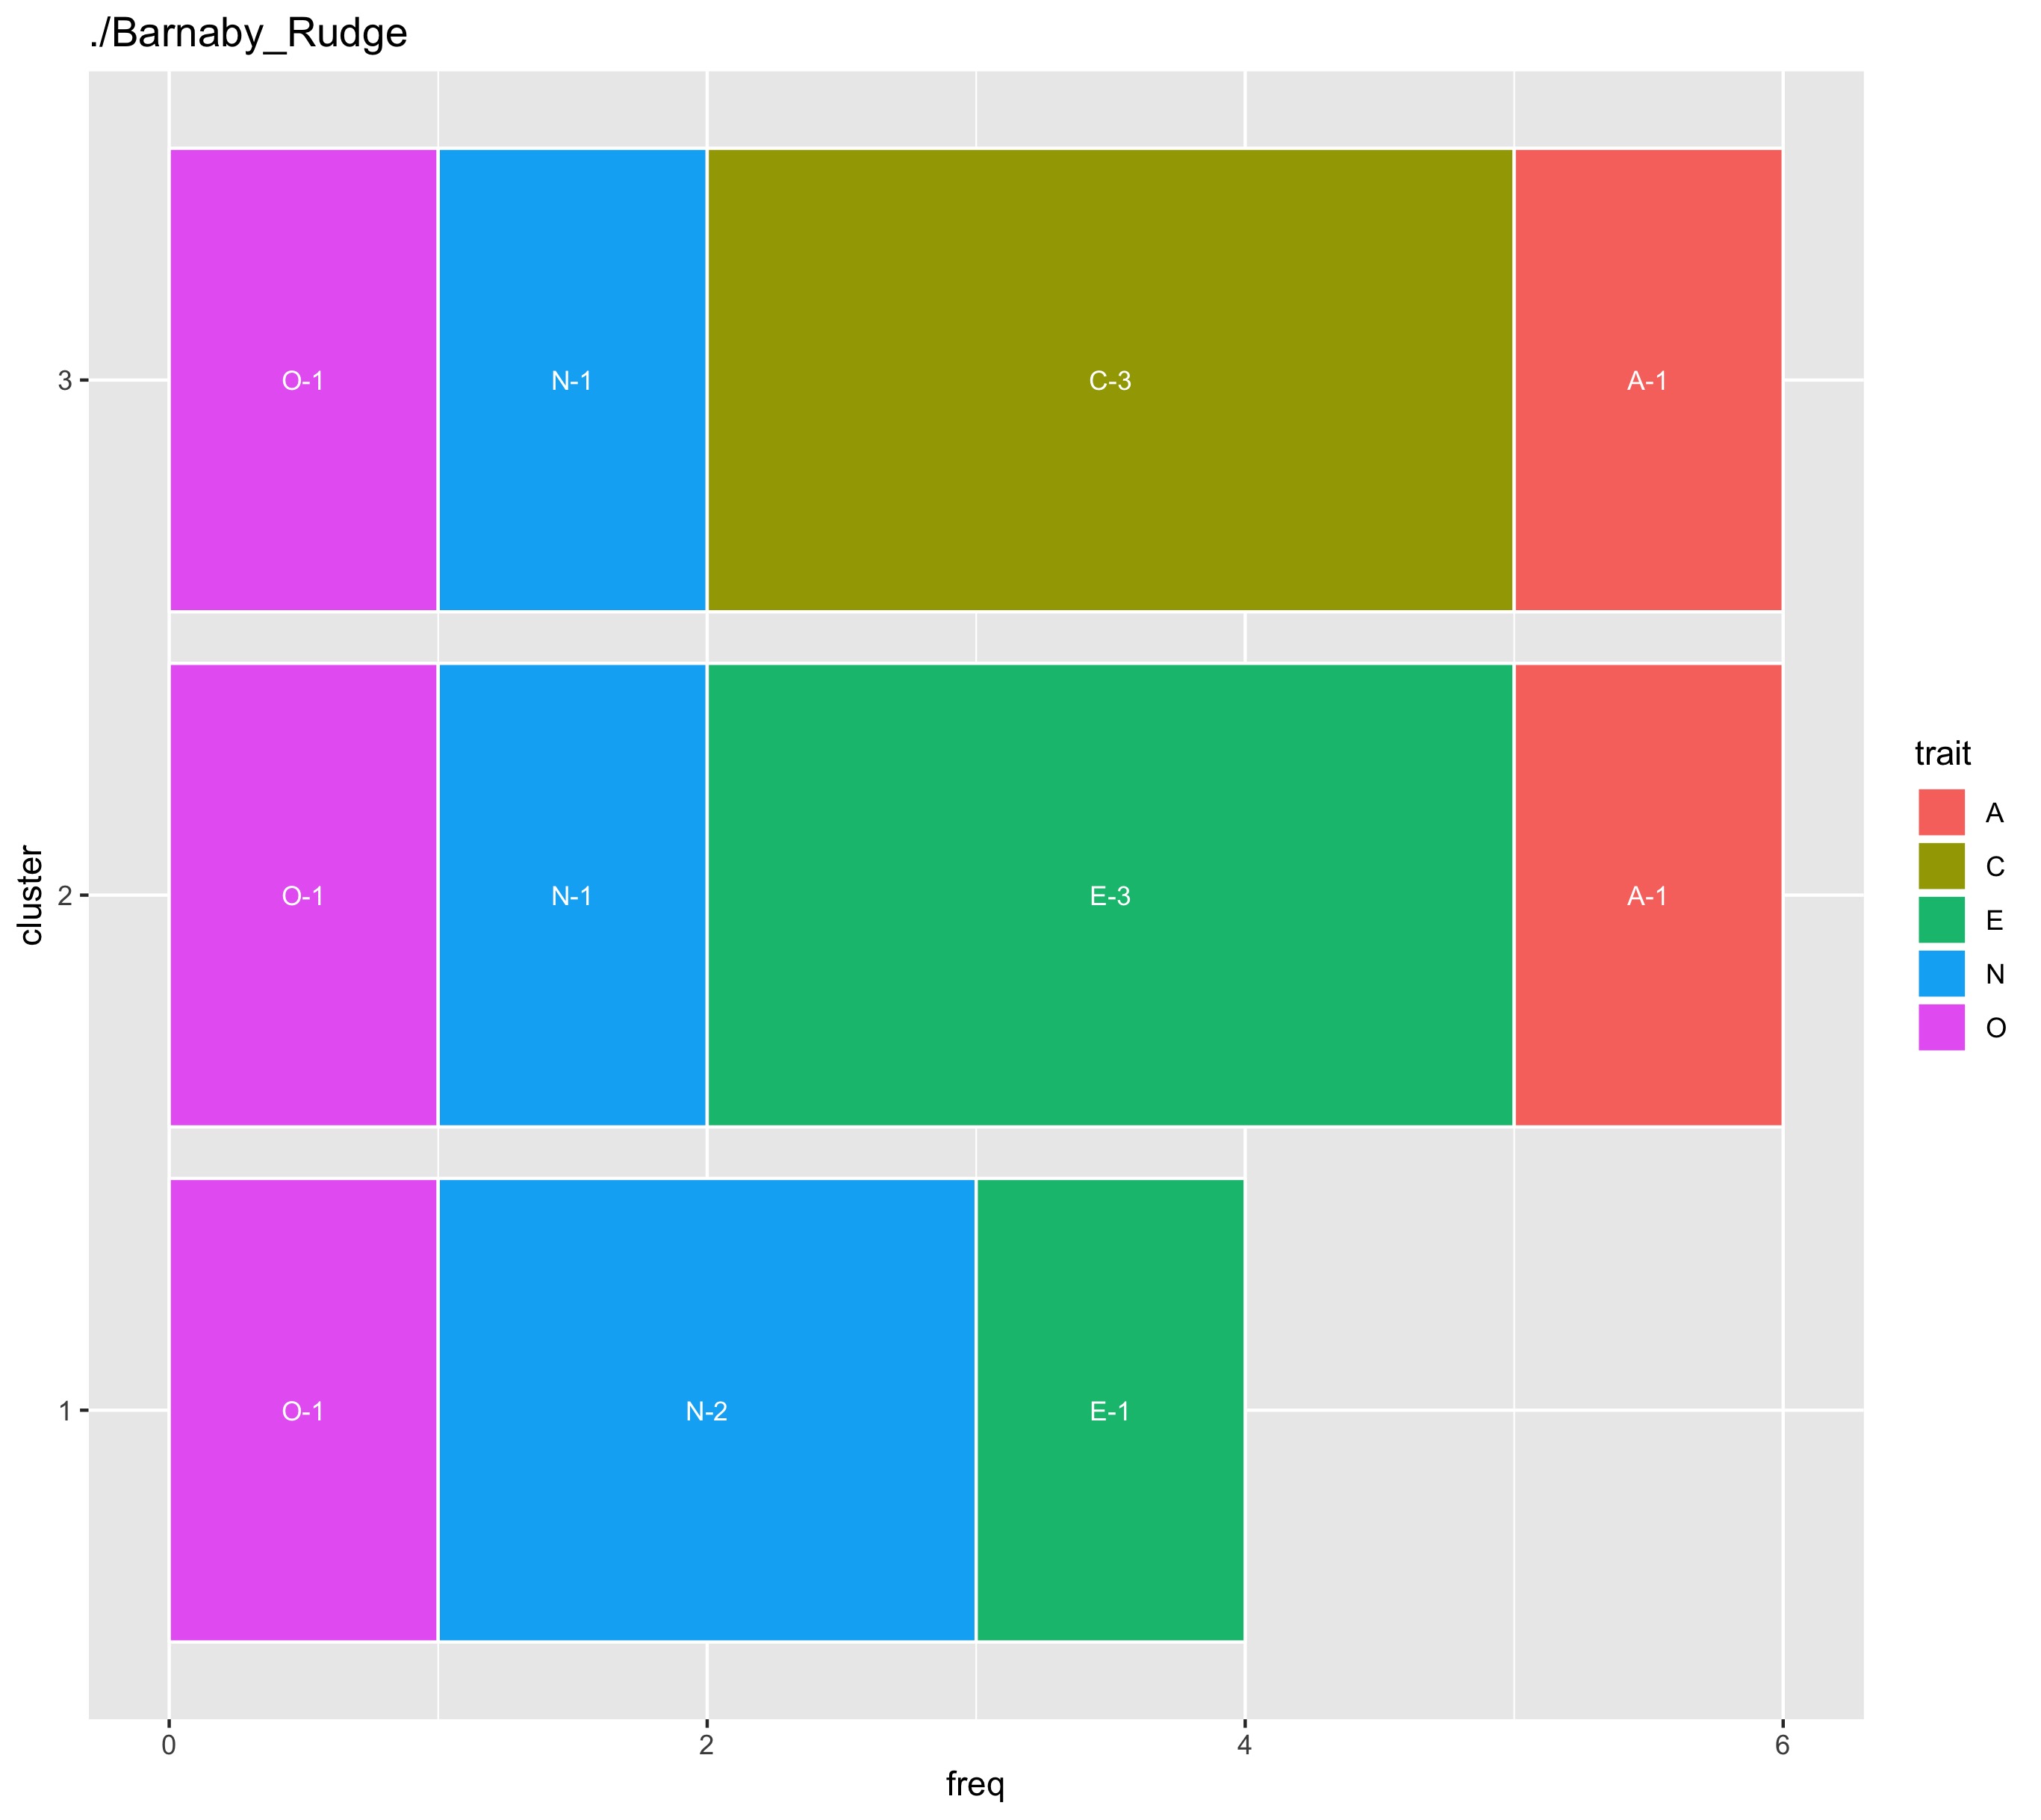 ./Barnaby_Rudge
3
O-1
N-1
C-3
A-1
2
O-1
N-1
E-3
A-1
1
O-1
N-2
E-1
0
2
4
6
freq
cluster
trait
A
C
E
N
O